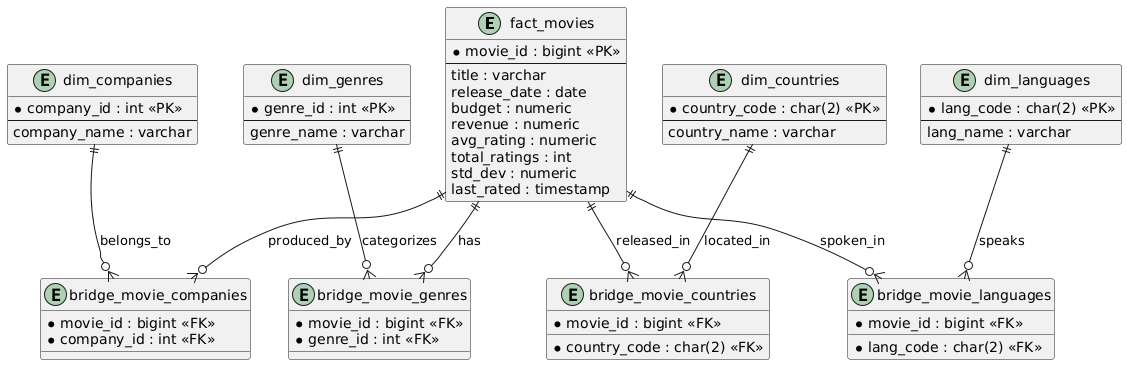 E fact_movies
* movie_id : bigint «PK»
title : varchar
release_date : date
budget : numeric
revenue : numeric
avg_rating : numeric
total_ratings : int
std_dev : numeric
last_rated : timestamp
E dim_companies
* company_id : int «PK»
company_name : varchar
E dim_genres
* genre_id : int «PK»
genre_name : varchar
E dim_countries
* country_code : char(2) «PK»
country_name : varchar
E dim_languages
* lang_code : char(2) «PK»
lang_name : varchar
belongs_to
produced_by
categorizes
has
released_in
located_in
spoken_in
speaks
E bridge_movie_companies
* movie_id : bigint «FK»
* company_id : int «FK»
E bridge_movie_genres
* movie_id : bigint «FK»
* genre_id : int «FK»
E bridge_movie_countries
* movie_id : bigint «FK»
* country_code : char(2) «FK»
E bridge_movie_languages
* movie_id : bigint «FK»
* lang_code : char(2) «FK»